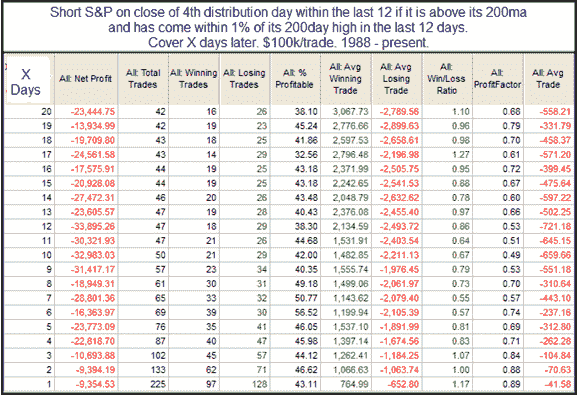 Short S&P on close of 4th distribution day within the last 12 if it is above its 200ma
and has come within 1% of its 200day high in the last 12 days.
Cover X days later. $100k/trade. 1988 - present.
X Days All: Net Profit All: Total Trades All: Winning Trades All: Losing Trades All: % Profitable All: Avg Winning Trade All: Avg Losing Trade All: Win/Loss Ratio All: ProfitFactor All: Avg Trade
20 -23,444.75 42 16 26 38.10 3,067.73 -2,789.56 1.10 0.68 -558.21
19 -13,934.99 42 19 23 45.24 2,776.66 -2,899.63 0.96 0.79 -331.79
18 -19,709.80 43 18 25 41.86 2,597.53 -2,658.61 0.98 0.70 -458.37
17 -24,561.58 43 14 29 32.56 2,796.48 -2,196.98 1.27 0.61 -571.20
16 -17,575.91 44 19 25 43.18 2,371.99 -2,505.75 0.95 0.72 -399.45
15 -20,928.08 44 19 25 43.18 2,242.65 -2,541.53 0.88 0.67 -475.64
14 -27,472.31 46 20 26 43.48 2,048.79 -2,632.62 0.78 0.60 -597.22
13 -23,605.57 47 19 28 40.43 2,376.08 -2,455.40 0.97 0.66 -502.25
12 -33,895.26 47 18 29 38.30 2,134.59 -2,493.72 0.86 0.53 -721.18
11 -30,321.93 47 21 26 44.68 1,531.91 -2,403.54 0.64 0.51 -645.15
10 -32,983.03 50 21 29 42.00 1,482.85 -2,211.13 0.67 0.49 -659.66
9 -31,417.17 57 23 34 40.35 1,555.74 -1,976.45 0.79 0.53 -551.18
8 -18,949.31 61 30 31 49.18 1,499.06 -2,061.97 0.73 0.70 -310.64
7 -28,801.36 65 33 32 50.77 1,143.62 -2,079.40 0.55 0.57 -443.10
6 -16,363.97 69 39 30 56.52 1,199.94 -2,105.39 0.57 0.74 -237.16
5 -23,773.09 76 35 41 46.05 1,537.10 -1,891.99 0.81 0.69 -312.80
4 -22,818.70 87 40 47 45.98 1,397.14 -1,674.56 0.83 0.71 -262.28
3 -10,693.88 102 45 57 44.12 1,262.41 -1,184.25 1.07 0.84 -104.84
2 -9,394.19 133 62 71 46.62 1,066.63 -1,063.74 1.00 0.88 -70.63
1 -9,354.53 225 97 128 43.11 764.99 -652.80 1.17 0.89 -41.58